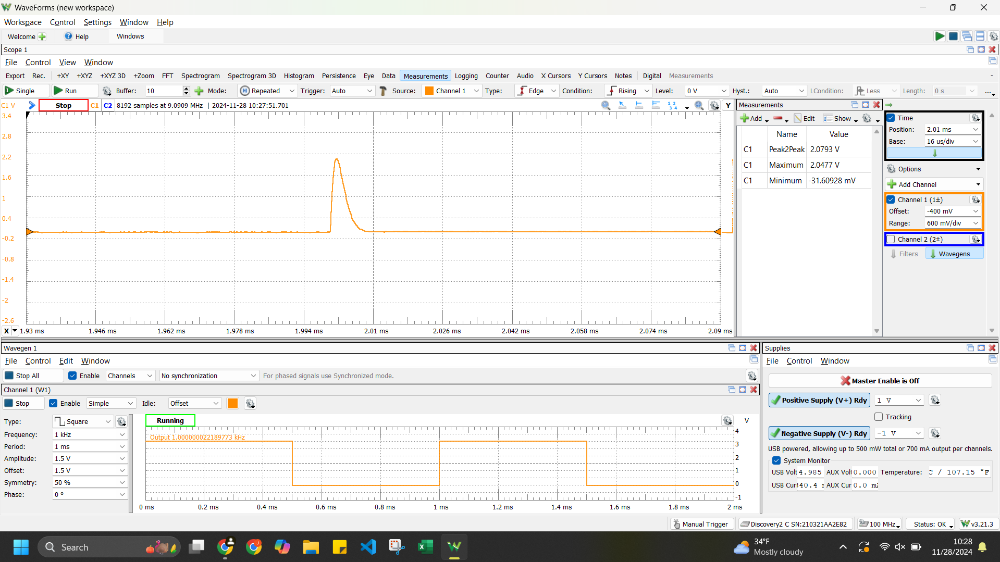 WaveForms (new workspace)
Workspace Control Settings Window Help
Welcome Help Windows
Scope 1
File Control View Window
Export Rec. +XY +XYZ +XYZ 3D +Zoom FFT Spectrogram Spectrogram 3D Histogram Persistence Eye Data Measurements Logging Counter Audio X Cursors Y Cursors Notes Digital Measurements -
Single Run Buffer: 10 Mode: Repeated Trigger: Auto Source: Channel 1 Type: Edge Condition: Rising Level: 0 V Hyst.: Auto LCondition: Less Length: 0 s ...
C1 V Stop C1 C2 8192 samples at 9.0909 MHz | 2024-11-28 10:27:51.701 Y
3.4
2.8
2.2
1.6
1
0.4
-0.2
-0.8
-1.4
-2
-2.6
X 1.93 ms 1.946 ms 1.962 ms 1.978 ms 1.994 ms 2.01 ms 2.026 ms 2.042 ms 2.058 ms 2.074 ms 2.09 ms
Measurements
Add Edit Show
Name Value
C1 Peak2Peak 2.0793 V
C1 Maximum 2.0477 V
C1 Minimum -31.60928 mV
Time
Position: 2.01 ms
Base: 16 us/div
Options
Add Channel
Channel 1 (1±)
Offset: -400 mV
Range: 600 mV/div
Channel 2 (2±)
Filters Wavegens
Wavegen 1
File Control Edit Window
Stop All Enable Channels No synchronization For phased signals use Synchronized mode.
Channel 1 (W1)
Stop Enable Simple Idle: Offset
Type: Square
Frequency: 1 kHz
Period: 1 ms
Amplitude: 1.5 V
Offset: 1.5 V
Symmetry: 50 %
Phase: 0 º
Running V
Output 1.000000022189773 kHz
4
3
2
1
0
-1
0 ms 0.2 ms 0.4 ms 0.6 ms 0.8 ms 1 ms 1.2 ms 1.4 ms 1.6 ms 1.8 ms 2 ms
Supplies
File Control Window
Master Enable is Off
Positive Supply (V+) Rdy 1 V
Tracking
Negative Supply (V-) Rdy -1 V
USB powered, allowing up to 500 mW total or 700 mA output per channels.
System Monitor
USB Volt 4.985 AUX Volt 0.000 Temperature: C / 107.15 °F
USB Cur 40.4 AUX Cur 0.0
Manual Trigger Discovery2 C SN:210321AA2E82 100 MHz Status: OK v3.21.3
Search
34°F
Mostly cloudy
10:28
11/28/2024